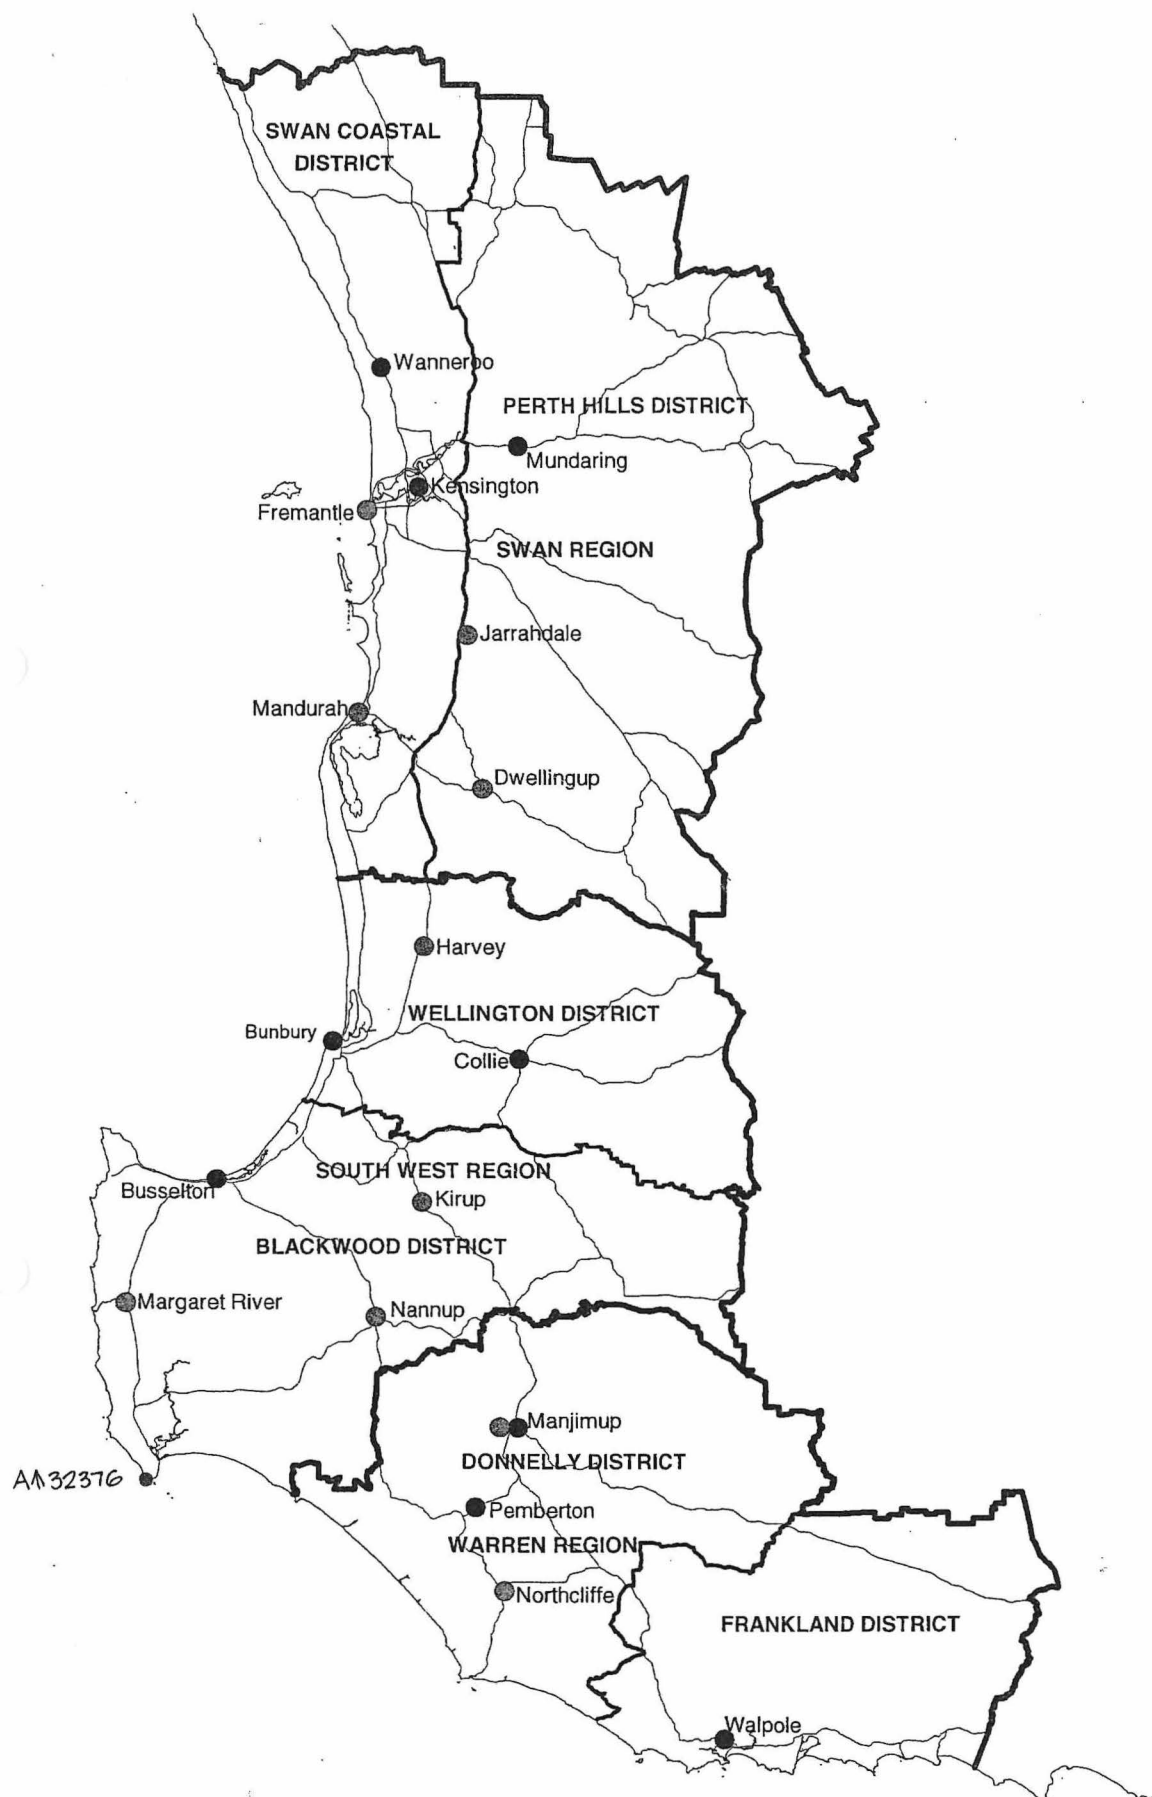 SWAN COASTAL
DISTRICT
Wanneroo
PERTH HILLS DISTRICT
Mundaring
Kensington
Fremantle
SWAN REGION
Jarrahdale
Mandurah
Dwellingup
Harvey
WELLINGTON DISTRICT
Bunbury
Collie
SOUTH WEST REGION
Busselton
Kirup
BLACKWOOD DISTRICT
Margaret River
Nannup
Manjimup
DONNELLY DISTRICT
Pemberton
WARREN REGION
Northcliffe
FRANKLAND DISTRICT
Walpole